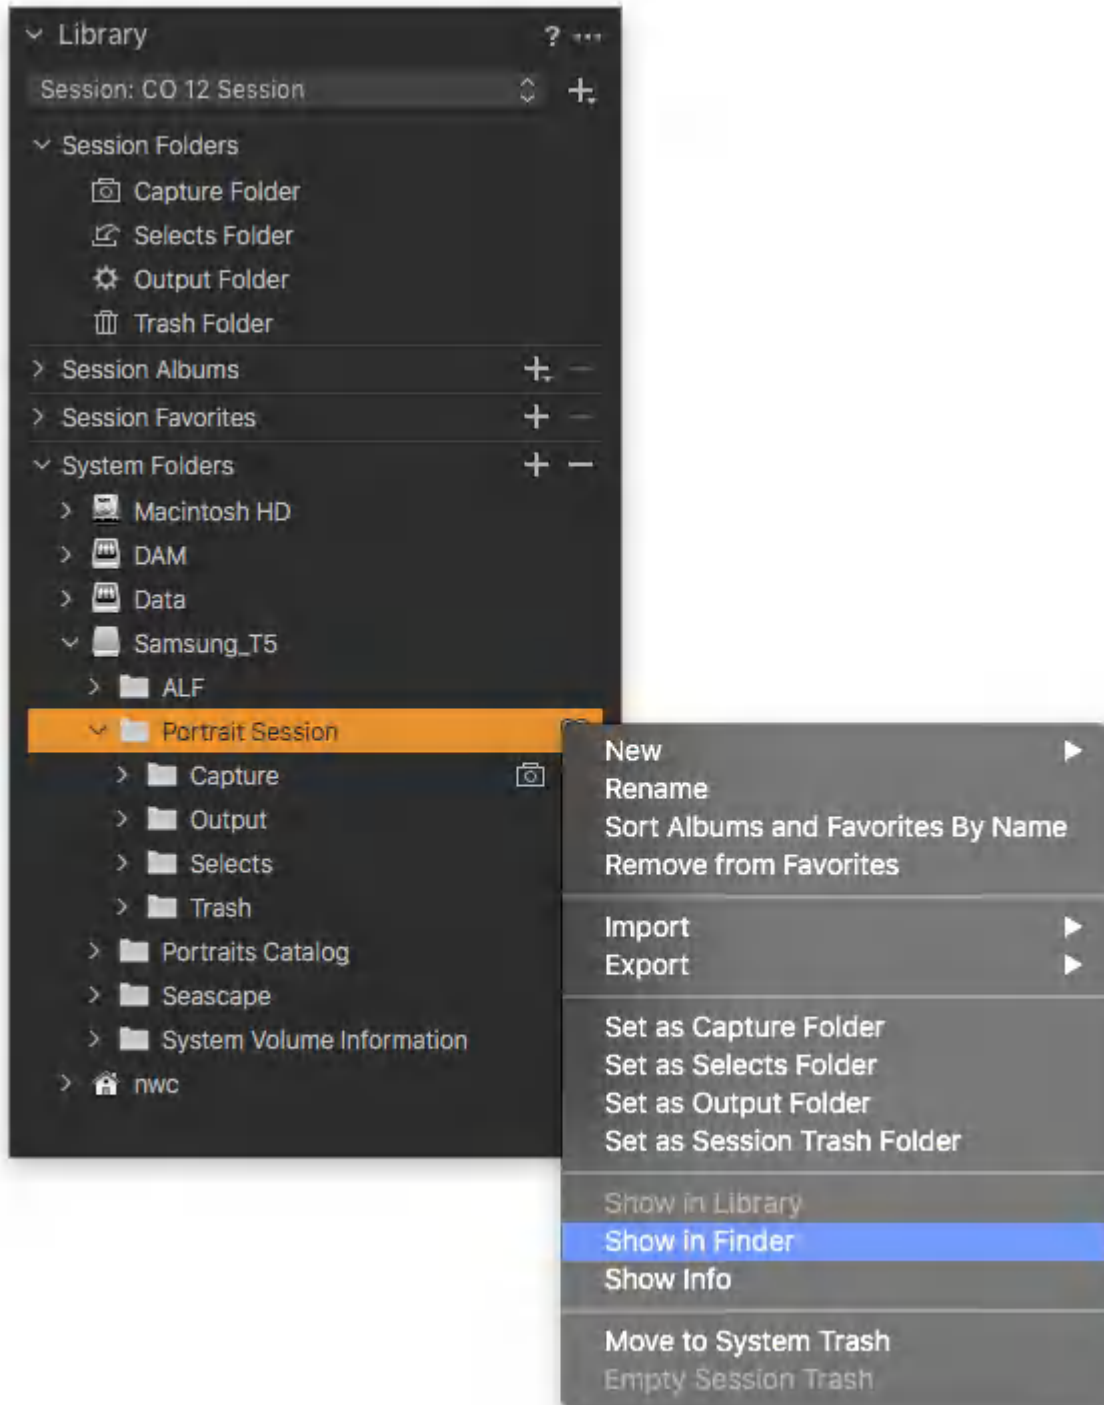 Library ? ...
Session: CO 12 Session
Session Folders
Capture Folder
Selects Folder
Output Folder
Trash Folder
Session Albums
Session Favorites
System Folders
Macintosh HD
DAM
Data
Samsung_T5
ALF
Portrait Session
Capture
Output
Selects
Trash
Portraits Catalog
Seascape
System Volume Information
nwc
New
Rename
Sort Albums and Favorites By Name
Remove from Favorites
Import
Export
Set as Capture Folder
Set as Selects Folder
Set as Output Folder
Set as Session Trash Folder
Show in Library
Show in Finder
Show Info
Move to System Trash
Empty Session Trash